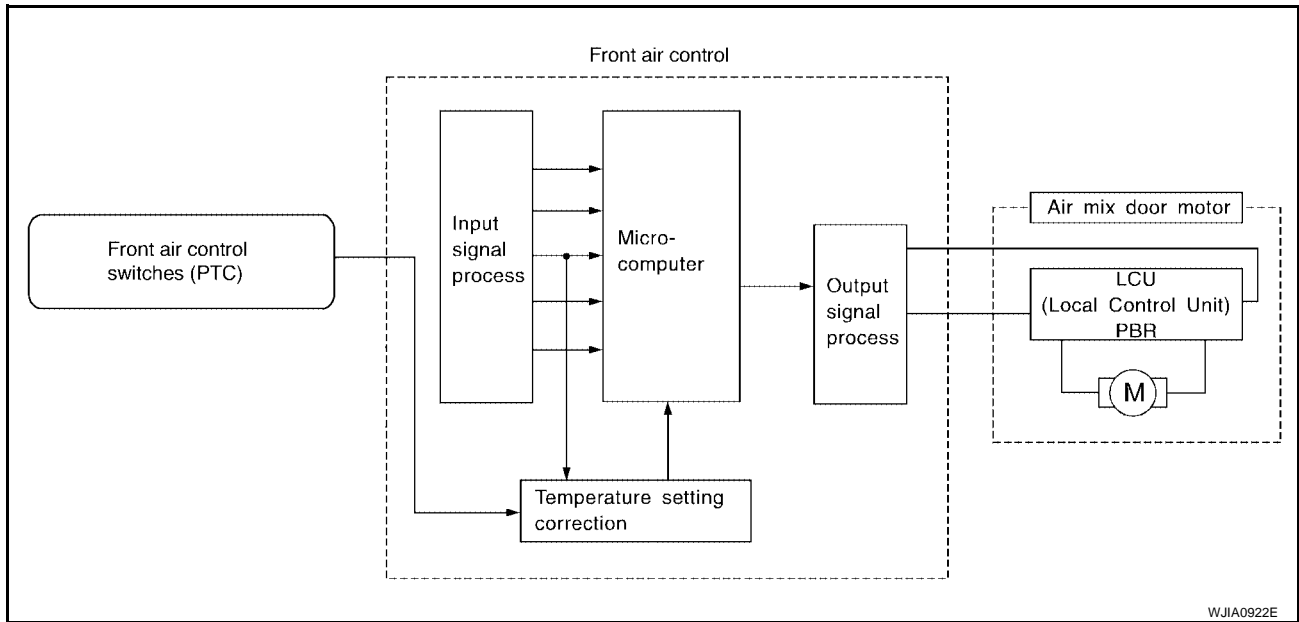 Front air control
Front air control
switches (PTC)
Input
signal
process
Micro-
computer
Temperature setting
correction
Output
signal
process
Air mix door motor
LCU
(Local Control Unit)
PBR
M
WJIA0922E